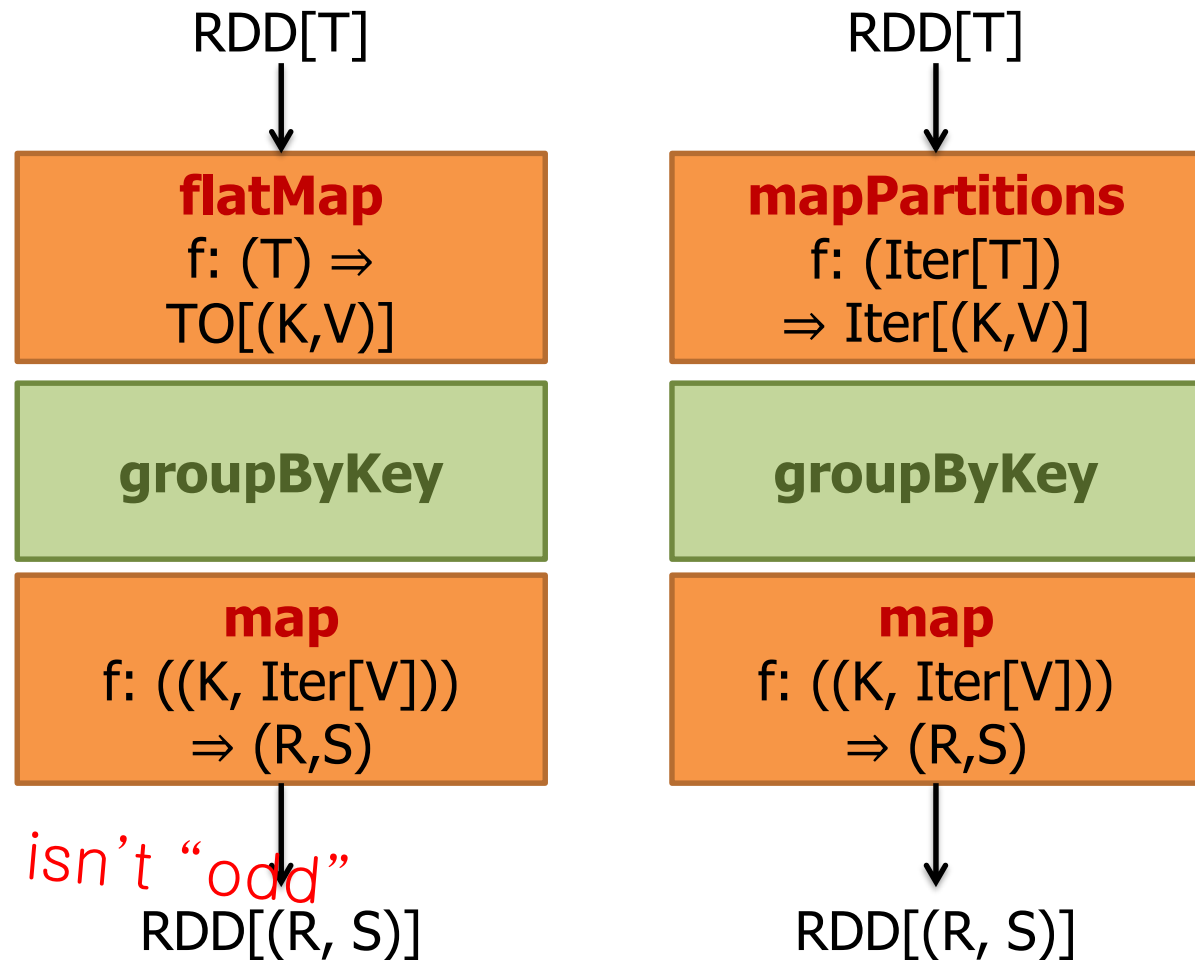 RDD[T]
flatMap
f: (T) ⇒
TO[(K,V)]
groupByKey
map
f: ((K, Iter[V]))
⇒ (R,S)
isn’t “odd”
RDD[(R, S)]
RDD[T]
mapPartitions
f: (Iter[T])
⇒ Iter[(K,V)]
groupByKey
map
f: ((K, Iter[V]))
⇒ (R,S)
RDD[(R, S)]